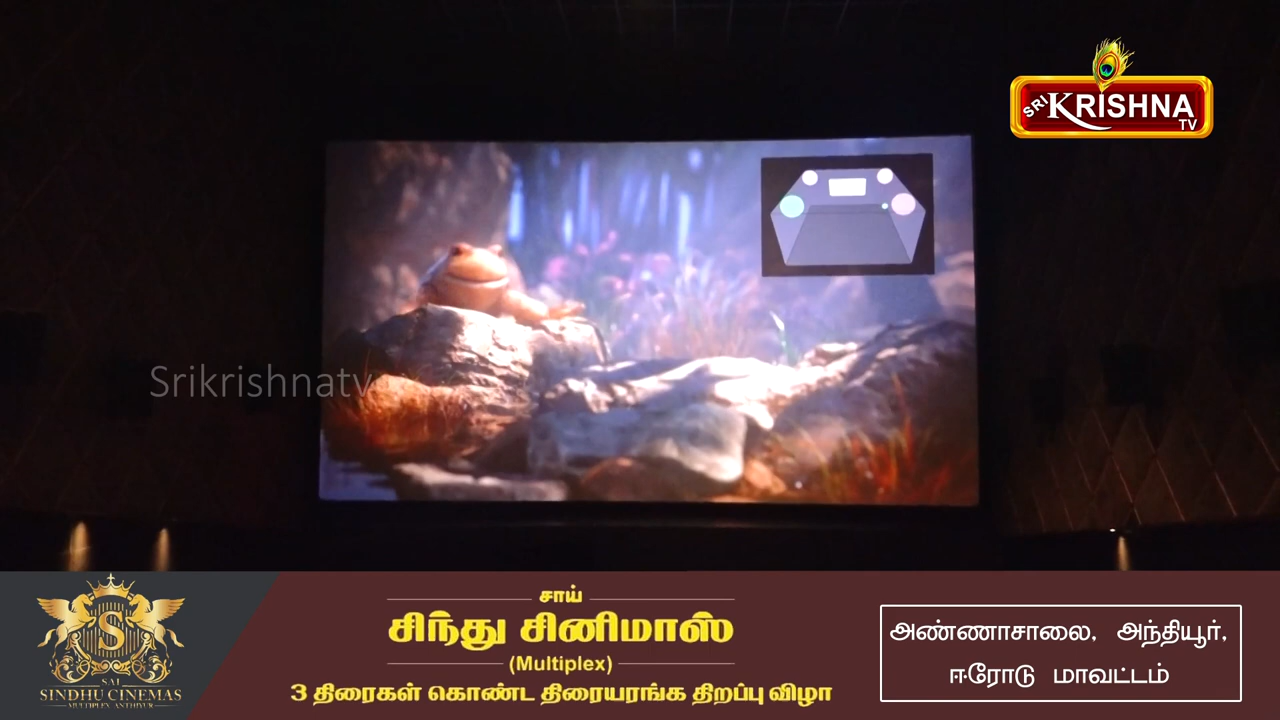 SRI KRISHNA TV
Srikrishnatv
சாய்
சிந்து சினிமாஸ்
(Multiplex)
3 திரைகள் கொண்ட திரையரங்க திறப்பு விழா
அண்ணாசாலை, அந்தியூர்,
ஈரோடு மாவட்டம்
S
SAI
SINDHU CINEMAS
MULTIPLEX ANTHIYUR